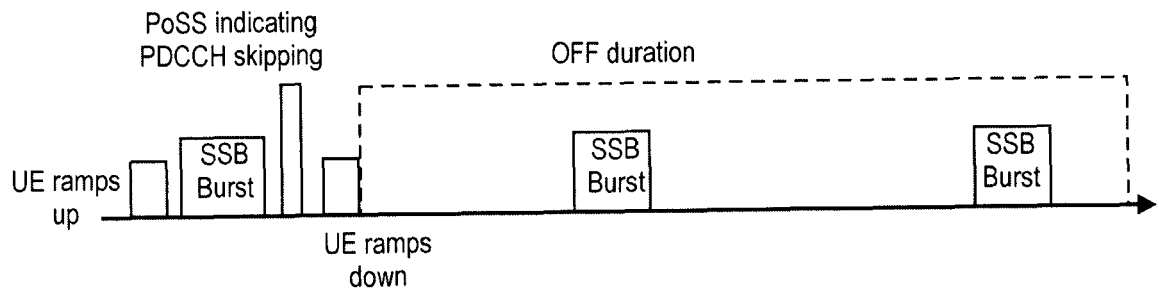 PoSS indicating
PDCCH skipping
OFF duration
SSB
Burst
SSB
Burst
SSB
Burst
UE ramps
up
UE ramps
down